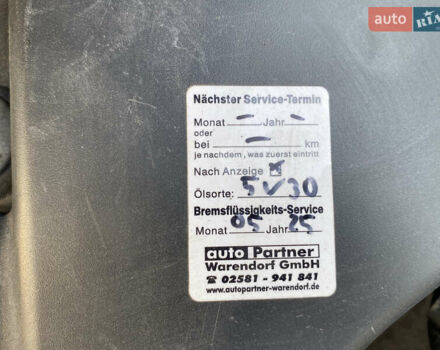 auto RIA
Nächster Service-Termin
Monat – Jahr –
oder
bei – km
je nachdem, was zuerst eintritt
Nach Anzeige
Ölsorte: 5W30
Bremsflüssigkeits-Service
Monat 05 Jahr 25
auto Partner
Warendorf GmbH
☎ 02581 - 941 841
www.autopartner-warendorf.de